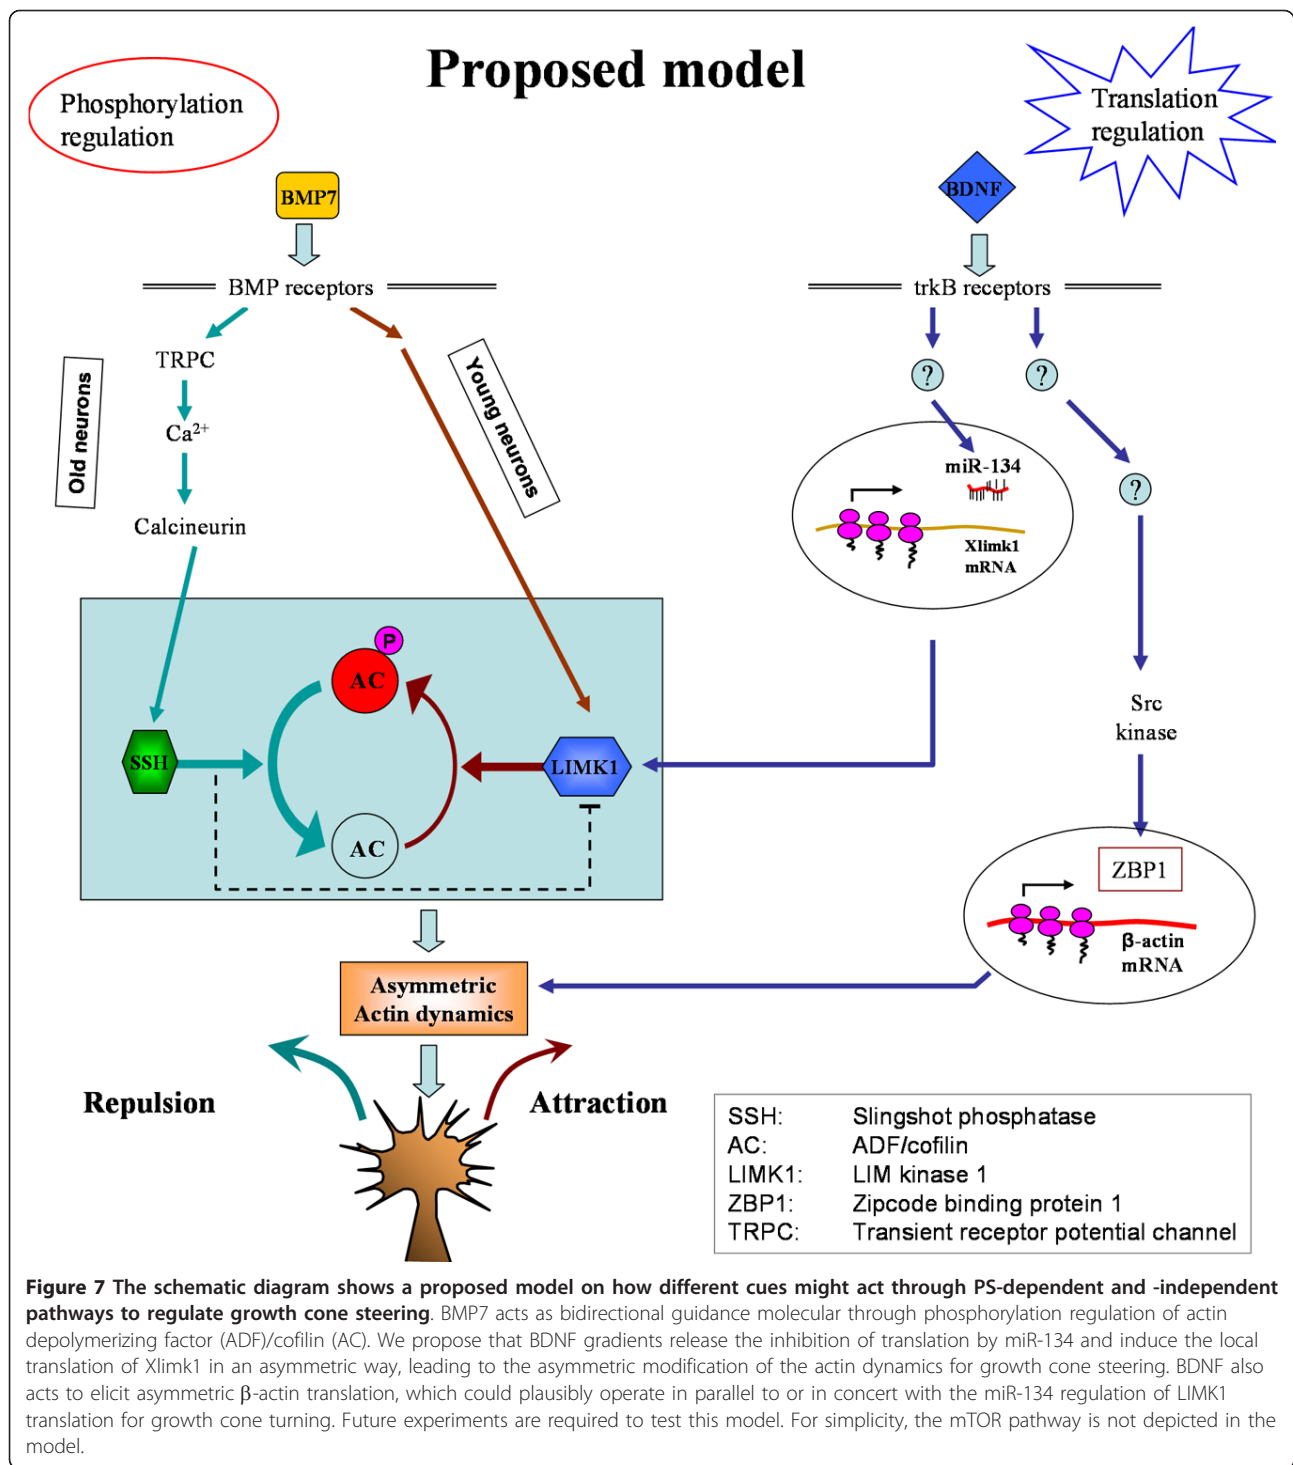 Proposed model
Phosphorylation
regulation
Translation
regulation
BMP7
BDNF
BMP receptors
trkB receptors
TRPC
Ca²⁺
Calcineurin
Old neurons
Young neurons
?
?
?
miR-134
Xlimk1
mRNA
Src
kinase
P
AC
SSH
LIMK1
AC
ZBP1
β-actin
mRNA
Asymmetric
Actin dynamics
Repulsion
Attraction
SSH: Slingshot phosphatase
AC: ADF/cofilin
LIMK1: LIM kinase 1
ZBP1: Zipcode binding protein 1
TRPC: Transient receptor potential channel
Figure 7 The schematic diagram shows a proposed model on how different cues might act through PS-dependent and -independent
pathways to regulate growth cone steering. BMP7 acts as bidirectional guidance molecular through phosphorylation regulation of actin
depolymerizing factor (ADF)/cofilin (AC). We propose that BDNF gradients release the inhibition of translation by miR-134 and induce the local
translation of Xlimk1 in an asymmetric way, leading to the asymmetric modification of the actin dynamics for growth cone steering. BDNF also
acts to elicit asymmetric β-actin translation, which could plausibly operate in parallel to or in concert with the miR-134 regulation of LIMK1
translation for growth cone turning. Future experiments are required to test this model. For simplicity, the mTOR pathway is not depicted in the
model.